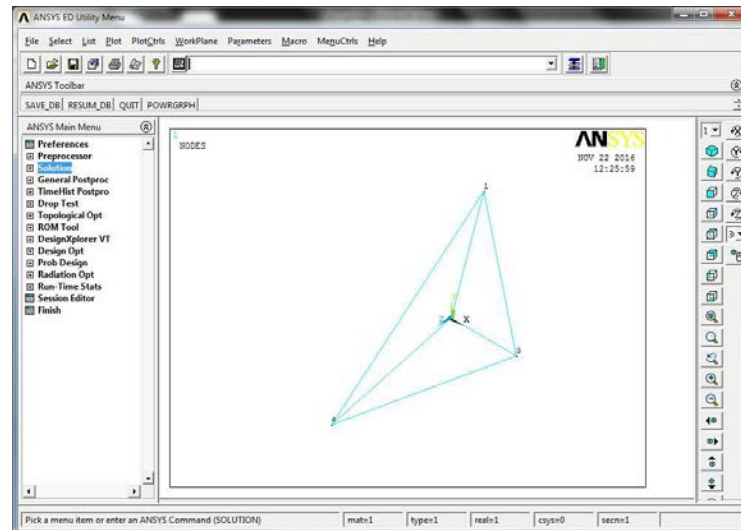 ANSYS ED Utility Menu
File Select List Plot PlotCtrls WorkPlane Parameters Macro MenuCtrls Help
ANSYS Toolbar
SAVE_DB RESUM_DB QUIT POWRGRPH
ANSYS Main Menu
Preferences
Preprocessor
Solution
General Postproc
TimeHist Postpro
Drop Test
Topological Opt
ROM Tool
DesignXplorer VT
Design Opt
Prob Design
Radiation Opt
Run-Time Stats
Session Editor
Finish
1
NODES
ANSYS
NOV 22 2016
12:25:59
1
X
3
1
Pick a menu item or enter an ANSYS Command (SOLUTION) mat=1 type=1 real=1 csys=0 secn=1